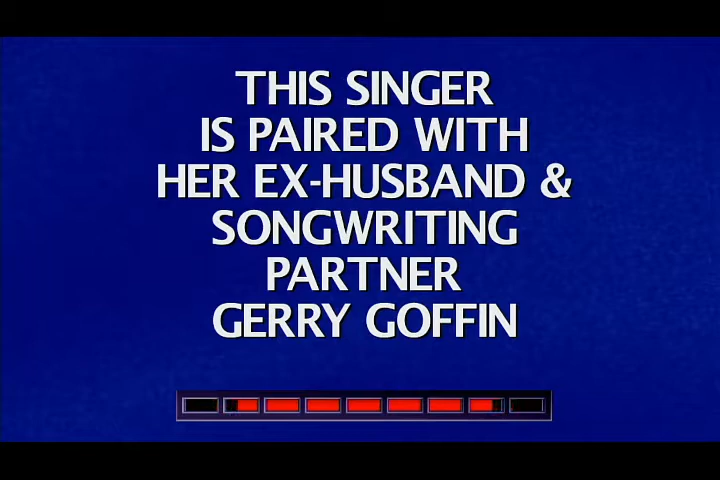 THIS SINGER
IS PAIRED WITH
HER EX-HUSBAND &
SONGWRITING
PARTNER
GERRY GOFFIN